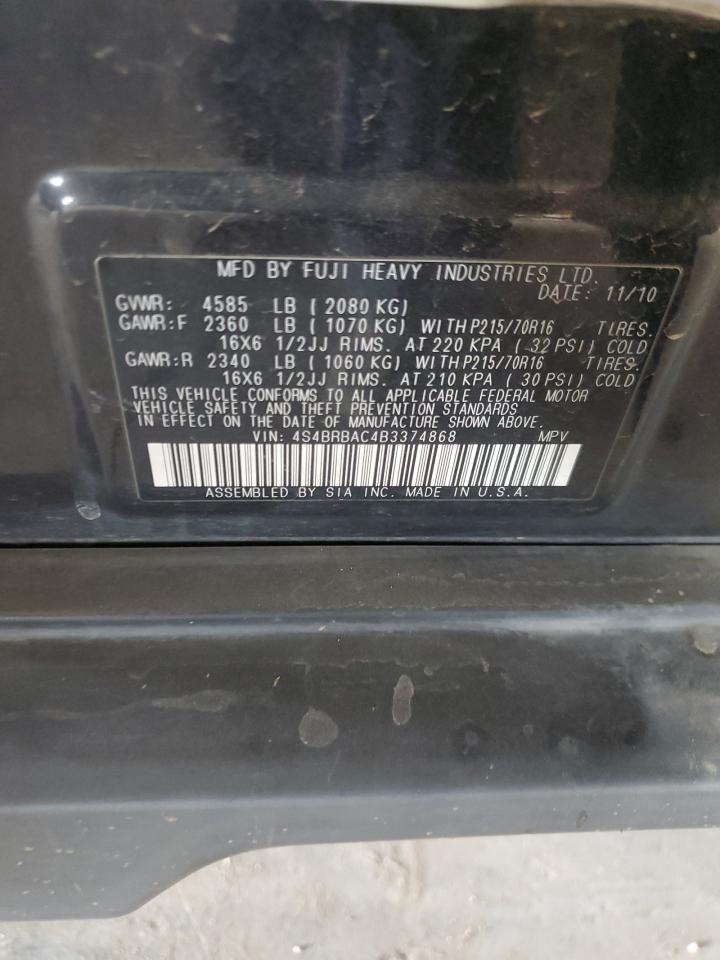 MFD BY FUJI HEAVY INDUSTRIES LTD.
DATE: 11/10
GVWR: 4585 LB ( 2080 KG)
GAWR:F 2360 LB ( 1070 KG) WITH P215/70R16 TIRES.
16X6 1/2JJ RIMS. AT 220 KPA ( 32 PSI) COLD
GAWR:R 2340 LB ( 1060 KG) WITH P215/70R16 TIRES.
16X6 1/2JJ RIMS. AT 210 KPA ( 30 PSI) COLD
THIS VEHICLE CONFORMS TO ALL APPLICABLE FEDERAL MOTOR
VEHICLE SAFETY AND THEFT PREVENTION STANDARDS
IN EFFECT ON THE DATE OF MANUFACTURE SHOWN ABOVE.
VIN: 4S4BRBAC4B3374868 MPV
ASSEMBLED BY SIA INC. MADE IN U.S.A.